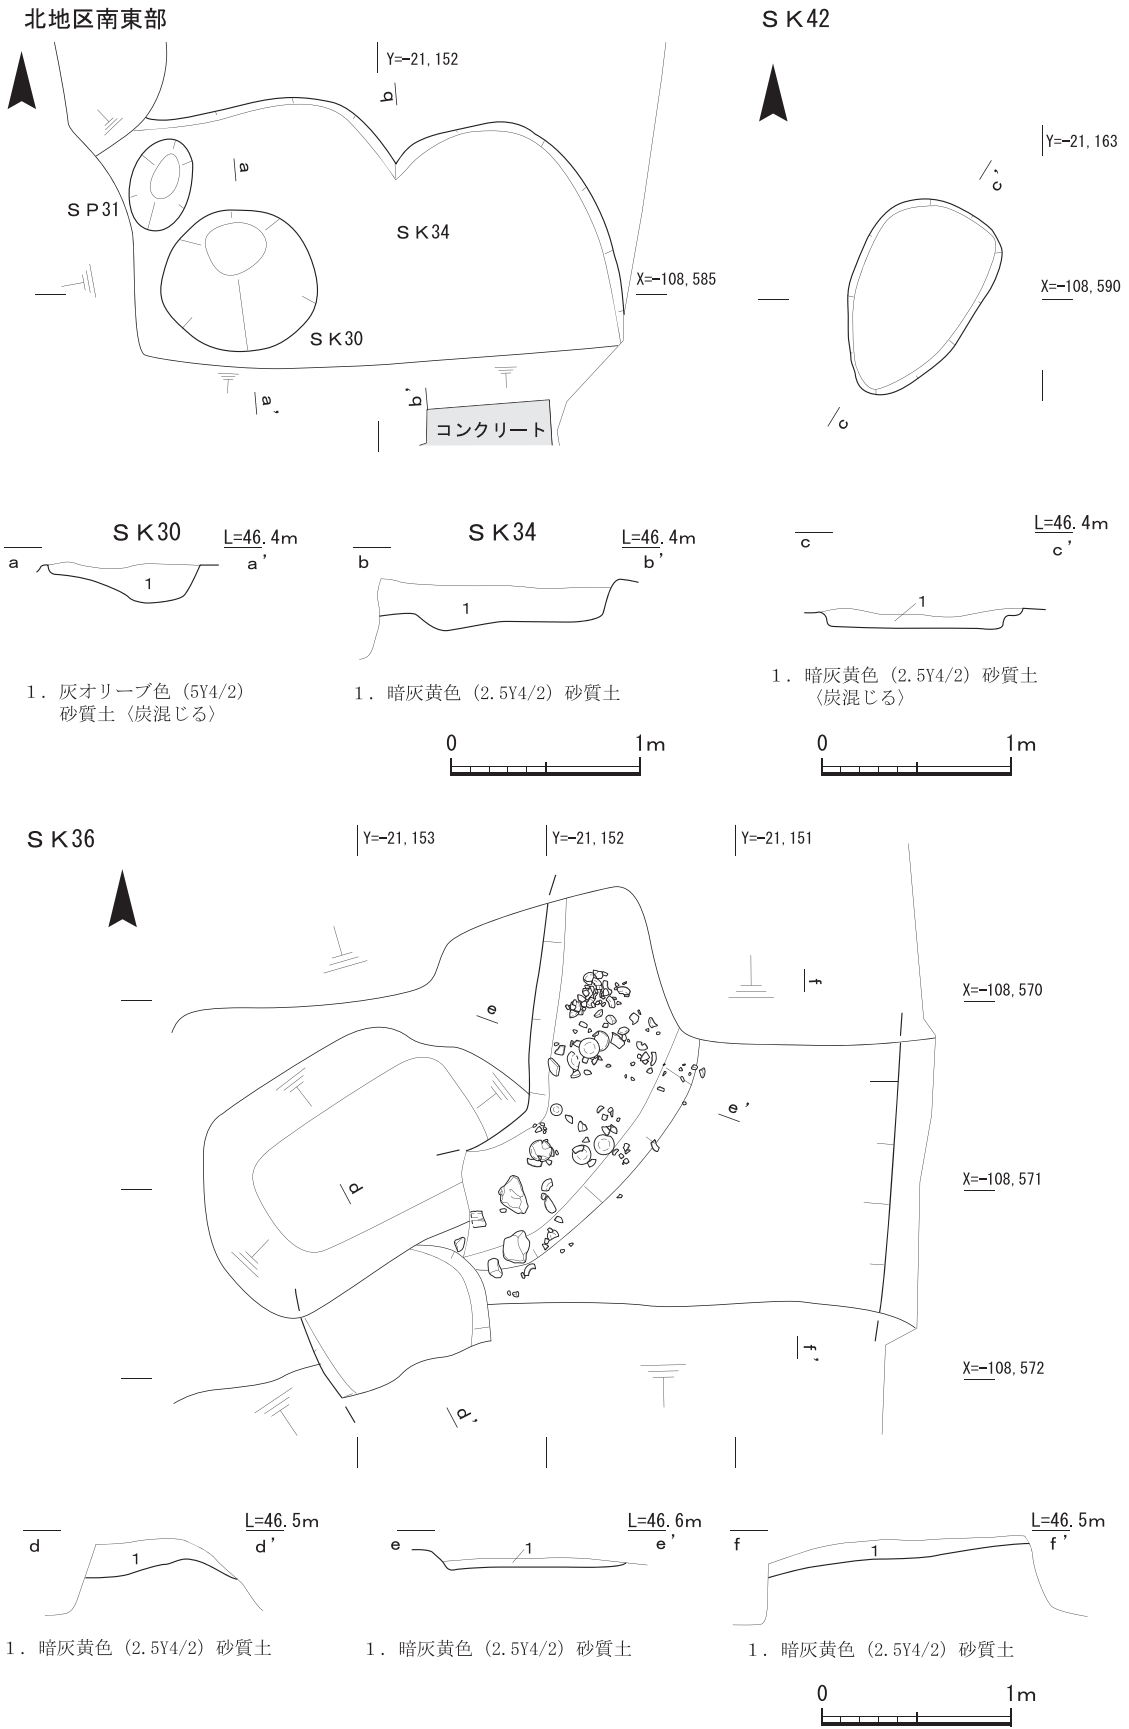 北地区南東部
SK42
Y=-21,152
b
a
SP31
SK34
X=-108,585
SK30
a'
b'
コンクリート
Y=-21,163
c'
X=-108,590
c
SK30
L=46.4m
a
a'
1
1. 灰オリーブ色 (5Y4/2)
砂質土〈炭混じる〉
SK34
L=46.4m
b
b'
1
1. 暗灰黄色 (2.5Y4/2) 砂質土
L=46.4m
c
c'
1
1. 暗灰黄色 (2.5Y4/2) 砂質土
〈炭混じる〉
0 1m
0 1m
SK36
Y=-21,153
Y=-21,152
Y=-21,151
f
X=-108,570
e
e'
d
X=-108,571
f'
X=-108,572
d'
L=46.5m
d
d'
1
1. 暗灰黄色 (2.5Y4/2) 砂質土
L=46.6m
e
e'
1
1. 暗灰黄色 (2.5Y4/2) 砂質土
L=46.5m
f
f'
1
1. 暗灰黄色 (2.5Y4/2) 砂質土
0 1m